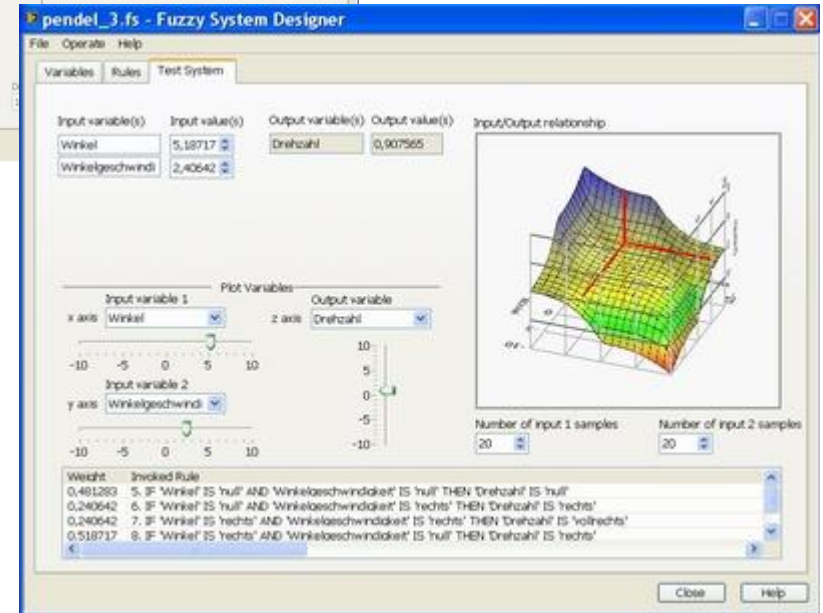 pendel_3.fs - Fuzzy System Designer
File Operate Help
Variables Rules Test System
Input variable(s) Input value(s) Output variable(s) Output value(s) Input/Output relationship
Winkel 5,18717 Drehzahl 0,907565
Winkelgeschwindi 2,40642
Plot Variables
Input variable 1 Output variable
x axis Winkel z axis Drehzahl
-10 -5 0 5 10
10
5
0
-5
-10
Input variable 2
y axis Winkelgeschwindi
-10 -5 0 5 10
Number of input 1 samples Number of input 2 samples
20 20
Weight Invoked Rule
0,481283 5. IF 'Winkel' IS 'null' AND 'Winkelgeschwindigkeit' IS 'null' THEN 'Drehzahl' IS 'null'
0,240642 6. IF 'Winkel' IS 'null' AND 'Winkelgeschwindigkeit' IS 'rechts' THEN 'Drehzahl' IS 'rechts'
0,240642 7. IF 'Winkel' IS 'rechts' AND 'Winkelgeschwindigkeit' IS 'rechts' THEN 'Drehzahl' IS 'vollrechts'
0,518717 8. IF 'Winkel' IS 'rechts' AND 'Winkelgeschwindigkeit' IS 'null' THEN 'Drehzahl' IS 'rechts'
Close Help